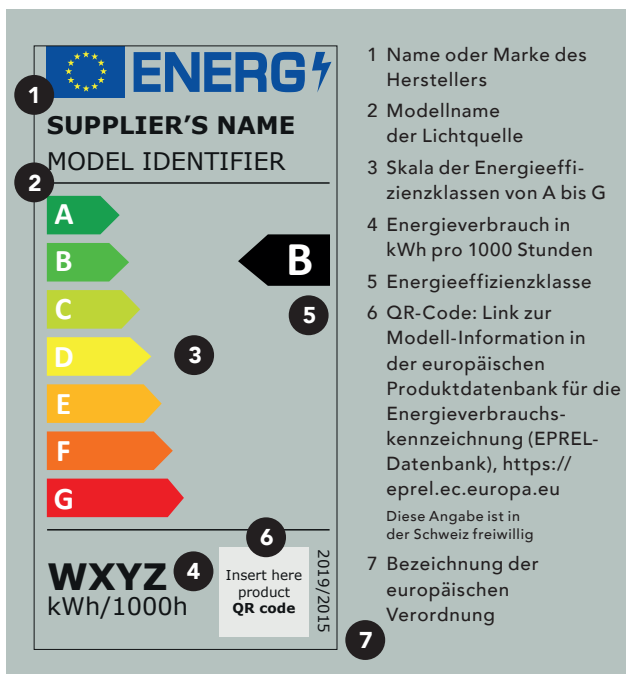 ENERG
1
SUPPLIER'S NAME
MODEL IDENTIFIER
2
A
B
B
C
5
D
3
E
F
G
6
WXYZ
4
kWh/1000h
Insert here
product
QR code
2019/2015
7
1 Name oder Marke des
Herstellers
2 Modellname
der Lichtquelle
3 Skala der Energieeffi-
zienzklassen von A bis G
4 Energieverbrauch in
kWh pro 1000 Stunden
5 Energieeffizienzklasse
6 QR-Code: Link zur
Modell-Information in
der europäischen
Produktdatenbank für die
Energieverbrauchs-
kennzeichnung (EPREL-
Datenbank), https://
eprel.ec.europa.eu
Diese Angabe ist in
der Schweiz freiwillig
7 Bezeichnung der
europäischen
Verordnung